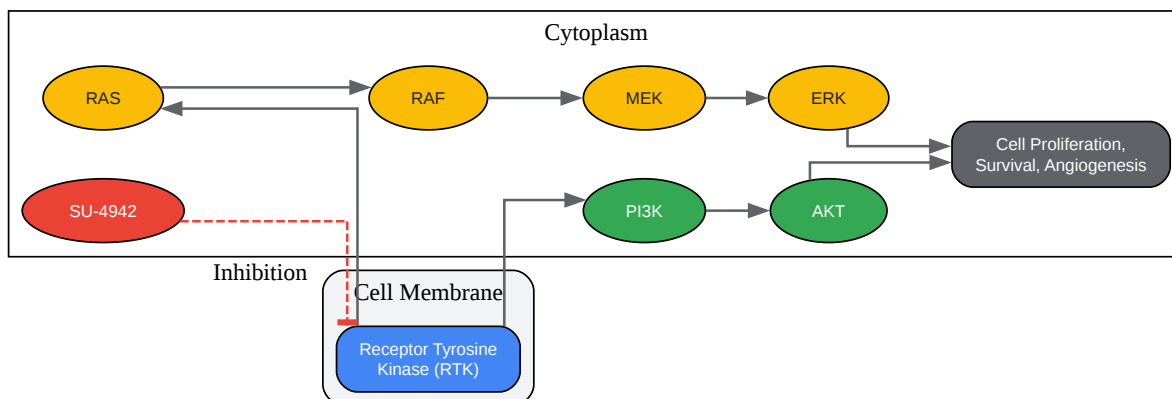 Cytoplasm
RAS
RAF
MEK
ERK
Cell Proliferation,
Survival, Angiogenesis
SU-4942
PI3K
AKT
Inhibition
Cell Membrane
Receptor Tyrosine
Kinase (RTK)